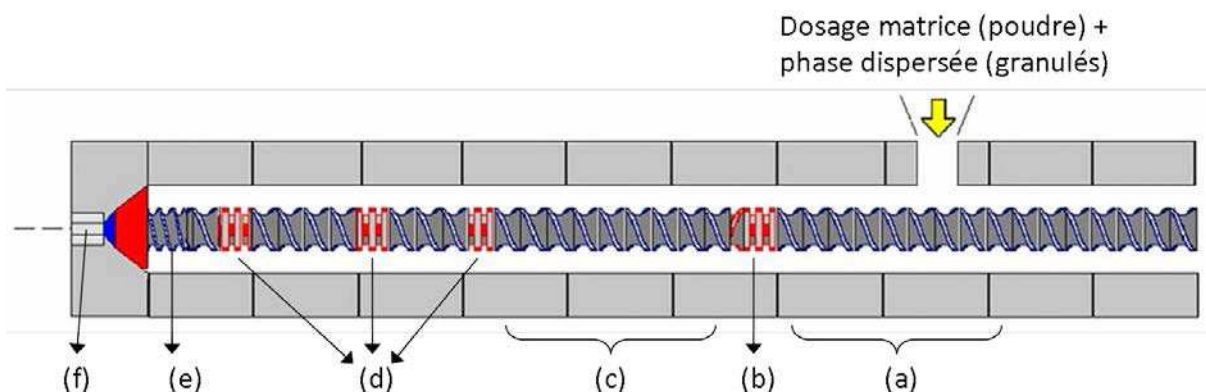 Dosage matrice (poudre) +
phase dispersée (granulés)
(f) (e) (d) (c) (b) (a)